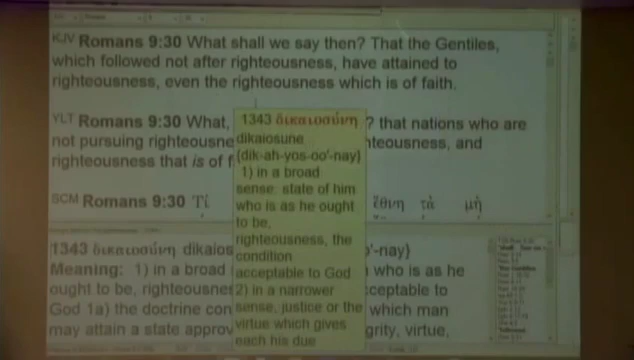 KJV Romans 9:30 What shall we say then? That the Gentiles,
which followed not after righteousness, have attained to
righteousness, even the righteousness which is of faith.
YLT Romans 9:30 What, ? that nations who are
not pursuing righteousne teousness, and
righteousness that is of f
SCM Romans 9:30 Τί ἔθνη τὰ μὴ
1343 δικαιοσύνη
dikaiosune
{dik-ah-yos-oo'-nay}
1) in a broad
sense: state of him
who is as he ought
to be,
righteousness, the
condition
acceptable to God
2) in a narrower
sense, justice or the
virtue which gives
each his due
1343 δικαιοσύνη dikaios o'-nay}
Meaning: 1) in a broad who is as he
ought to be, righteousnes cceptable to
God 1a) the doctrine con which man
may attain a state approv grity, virtue,